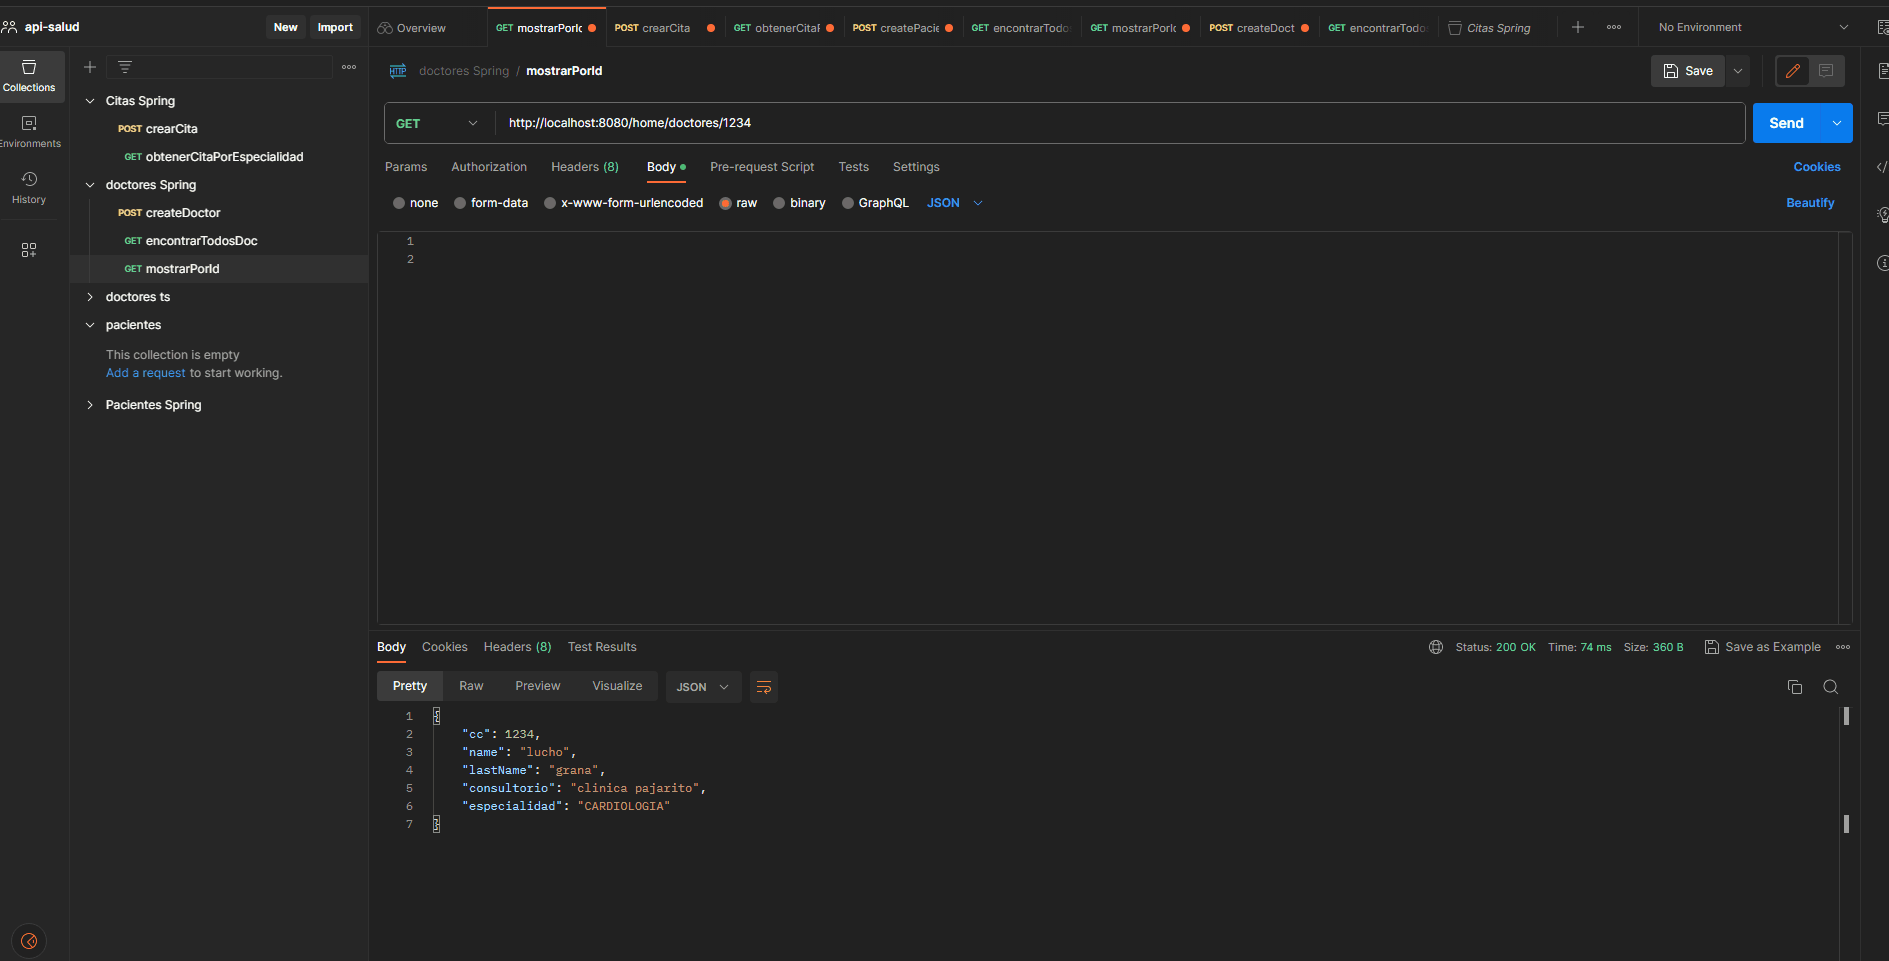 api-salud
New
Import
Overview
GET mostrarPorId
POST crearCita
GET obtenerCitaP
POST createPacie
GET encontrarTodos
GET mostrarPorId
POST createDoct
GET encontrarTodo
Citas Spring
No Environment
Collections
Environments
History
Citas Spring
POST crearCita
GET obtenerCitaPorEspecialidad
doctores Spring
POST createDoctor
GET encontrarTodosDoc
GET mostrarPorId
doctores ts
pacientes
This collection is empty
Add a request to start working.
Pacientes Spring
HTTP doctores Spring / mostrarPorId
Save
GET http://localhost:8080/home/doctores/1234
Send
Params Authorization Headers (8) Body Pre-request Script Tests Settings Cookies
none form-data x-www-form-urlencoded raw binary GraphQL JSON Beautify
1
2
Body Cookies Headers (8) Test Results
Status: 200 OK Time: 74 ms Size: 360 B Save as Example
Pretty Raw Preview Visualize JSON
1 {
2 "cc": 1234,
3 "name": "lucho",
4 "lastName": "grana",
5 "consultorio": "clinica pajarito",
6 "especialidad": "CARDIOLOGIA"
7 }